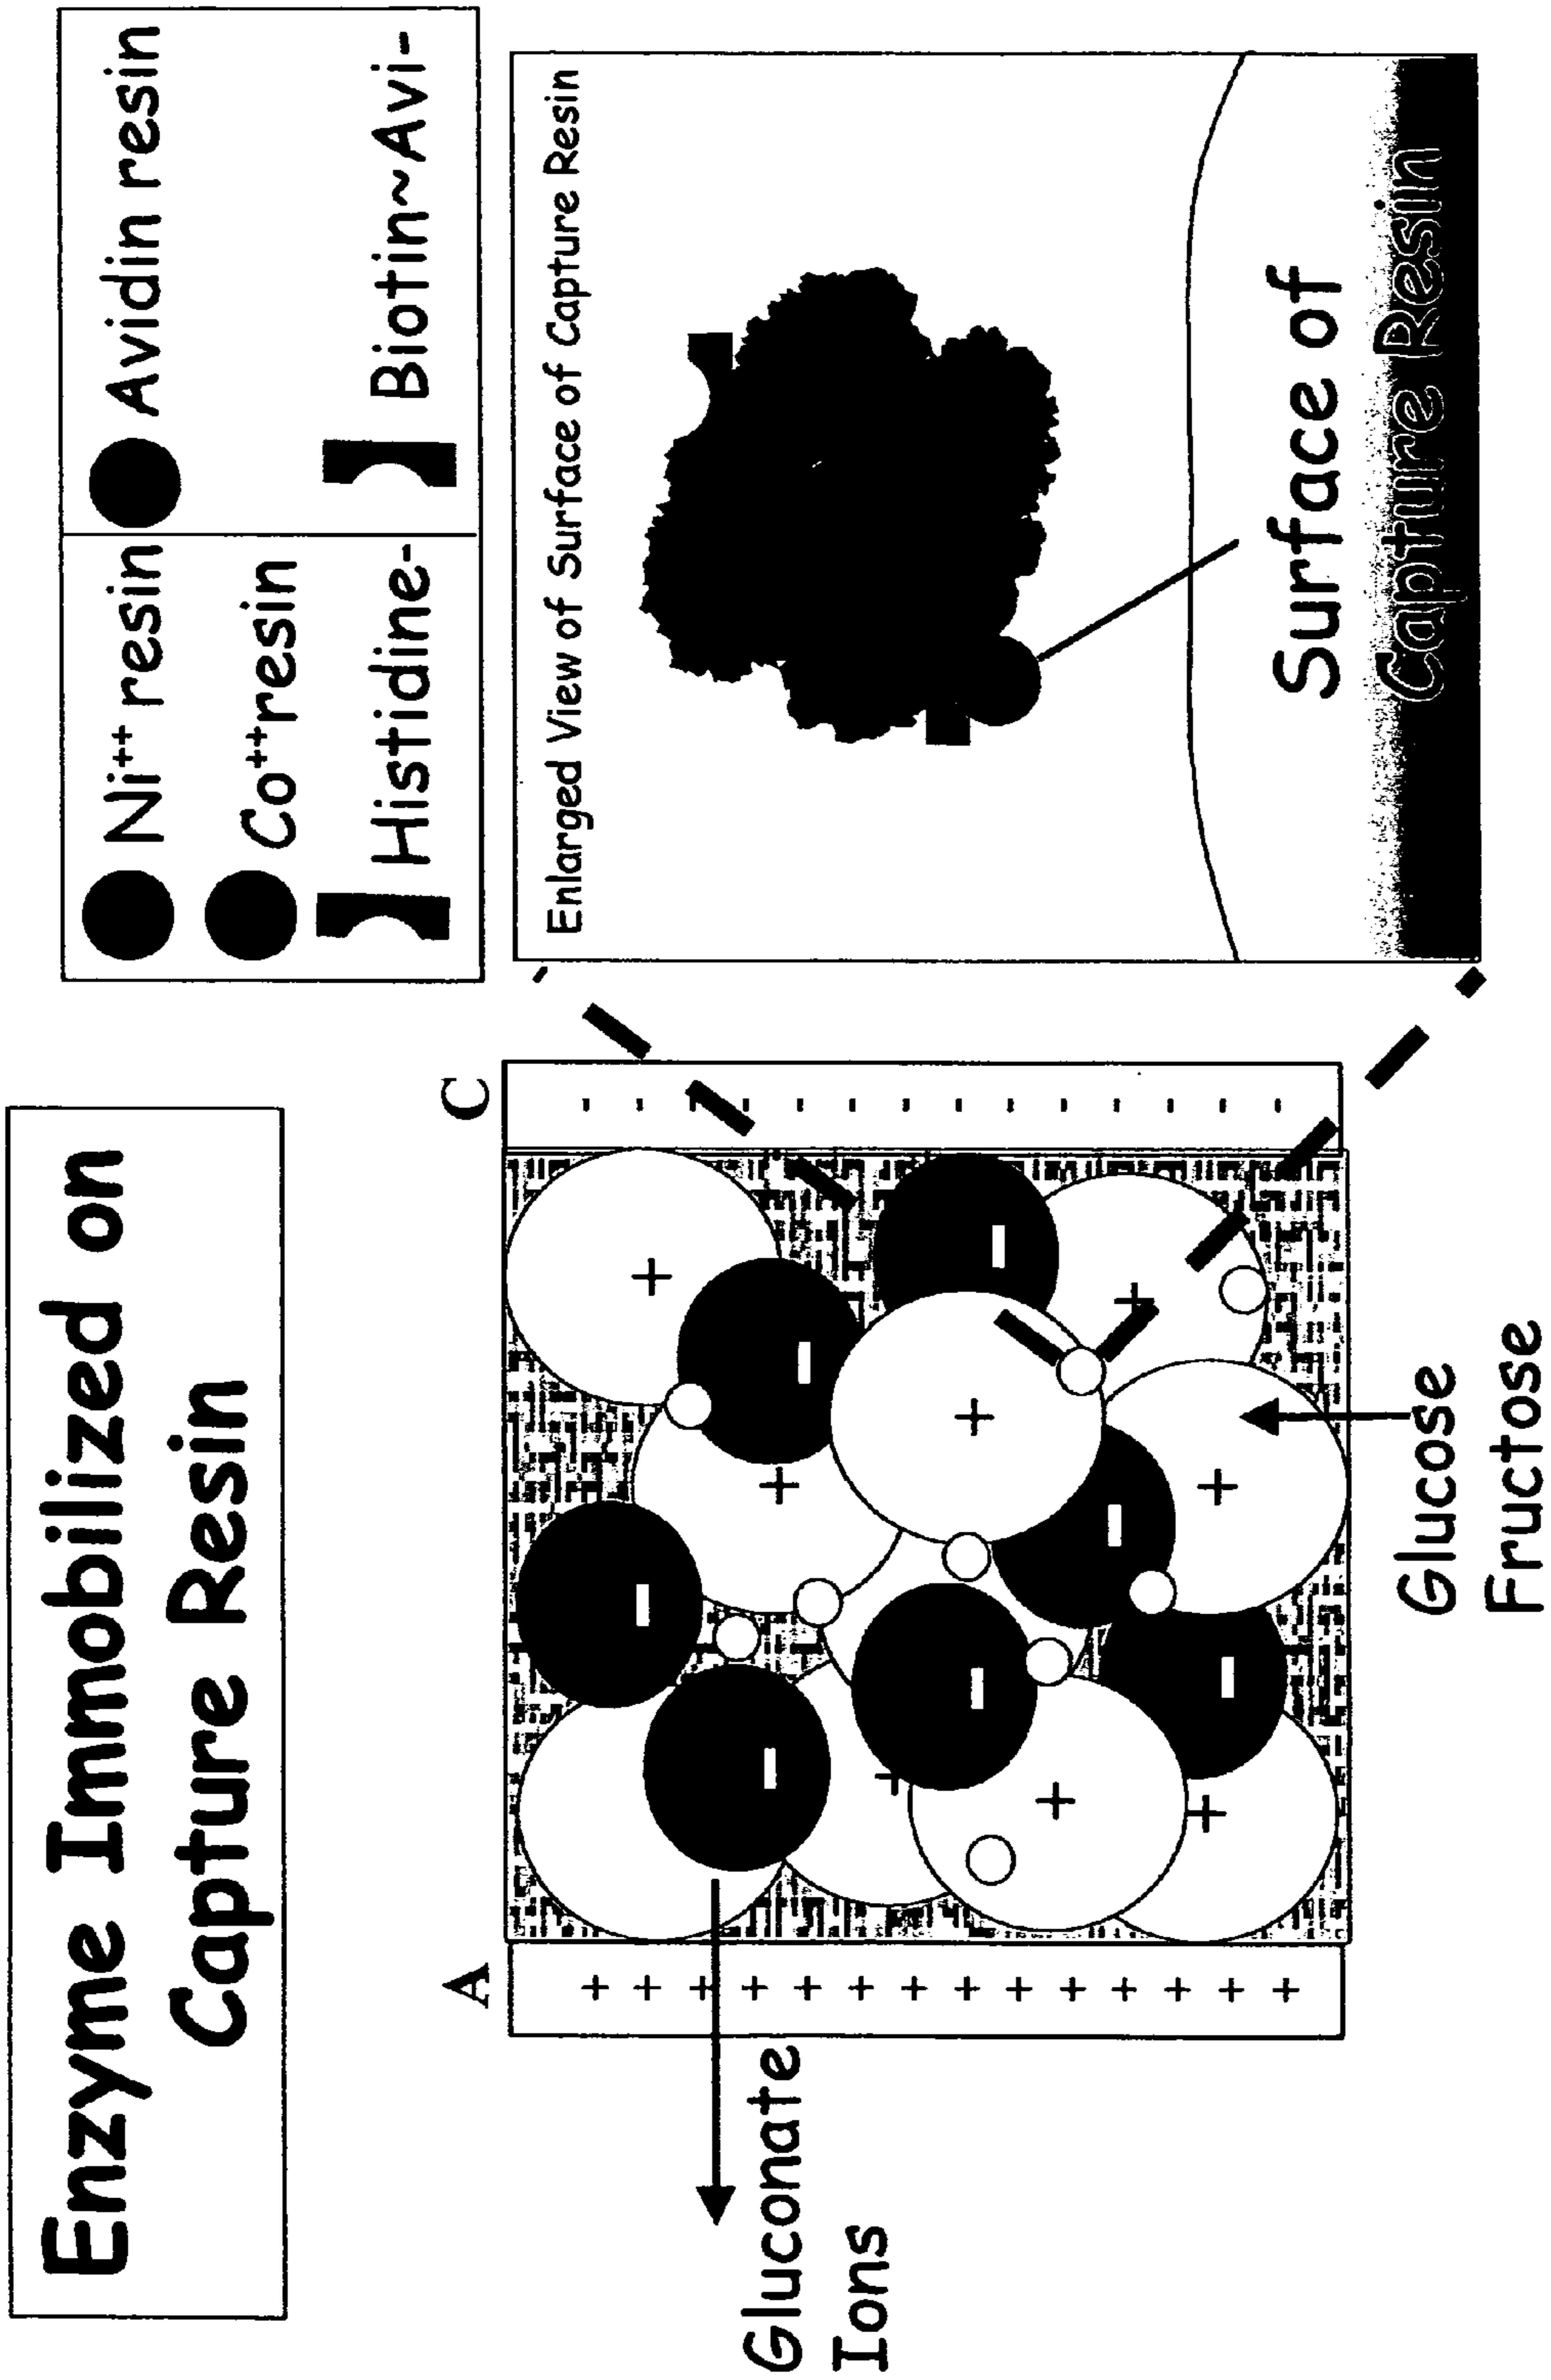 Enzyme Immobilized on
Capture Resin
Ni++ resin
Avidin resin
Co++resin
Histidine-
Biotin~Avi-
A
C
Enlarged View of Surface of Capture Resin
Gluconate
Ions
Surface of
Capture Resin
Glucose
Fructose